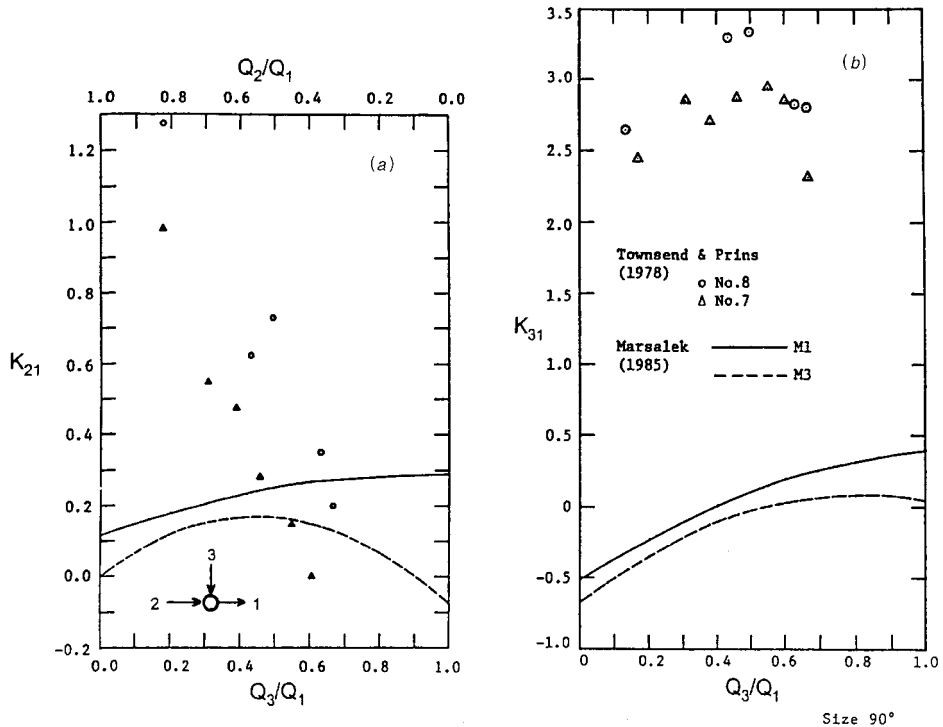 Q2/Q1
1.0 0.8 0.6 0.4 0.2 0.0
(a)
1.2
1.0
0.8
0.6
0.4
0.2
0.0
-0.2
K21
3
2
1
0.0 0.2 0.4 0.6 0.8 1.0
Q3/Q1
3.5
3.0
2.5
2.0
1.5
1.0
0.5
0
-0.5
-1.0
K31
(b)
Townsend & Prins
(1978)
No.8
No.7
Marsalek
(1985)
M1
M3
0 0.2 0.4 0.6 0.8 1.0
Q3/Q1
Size 90°